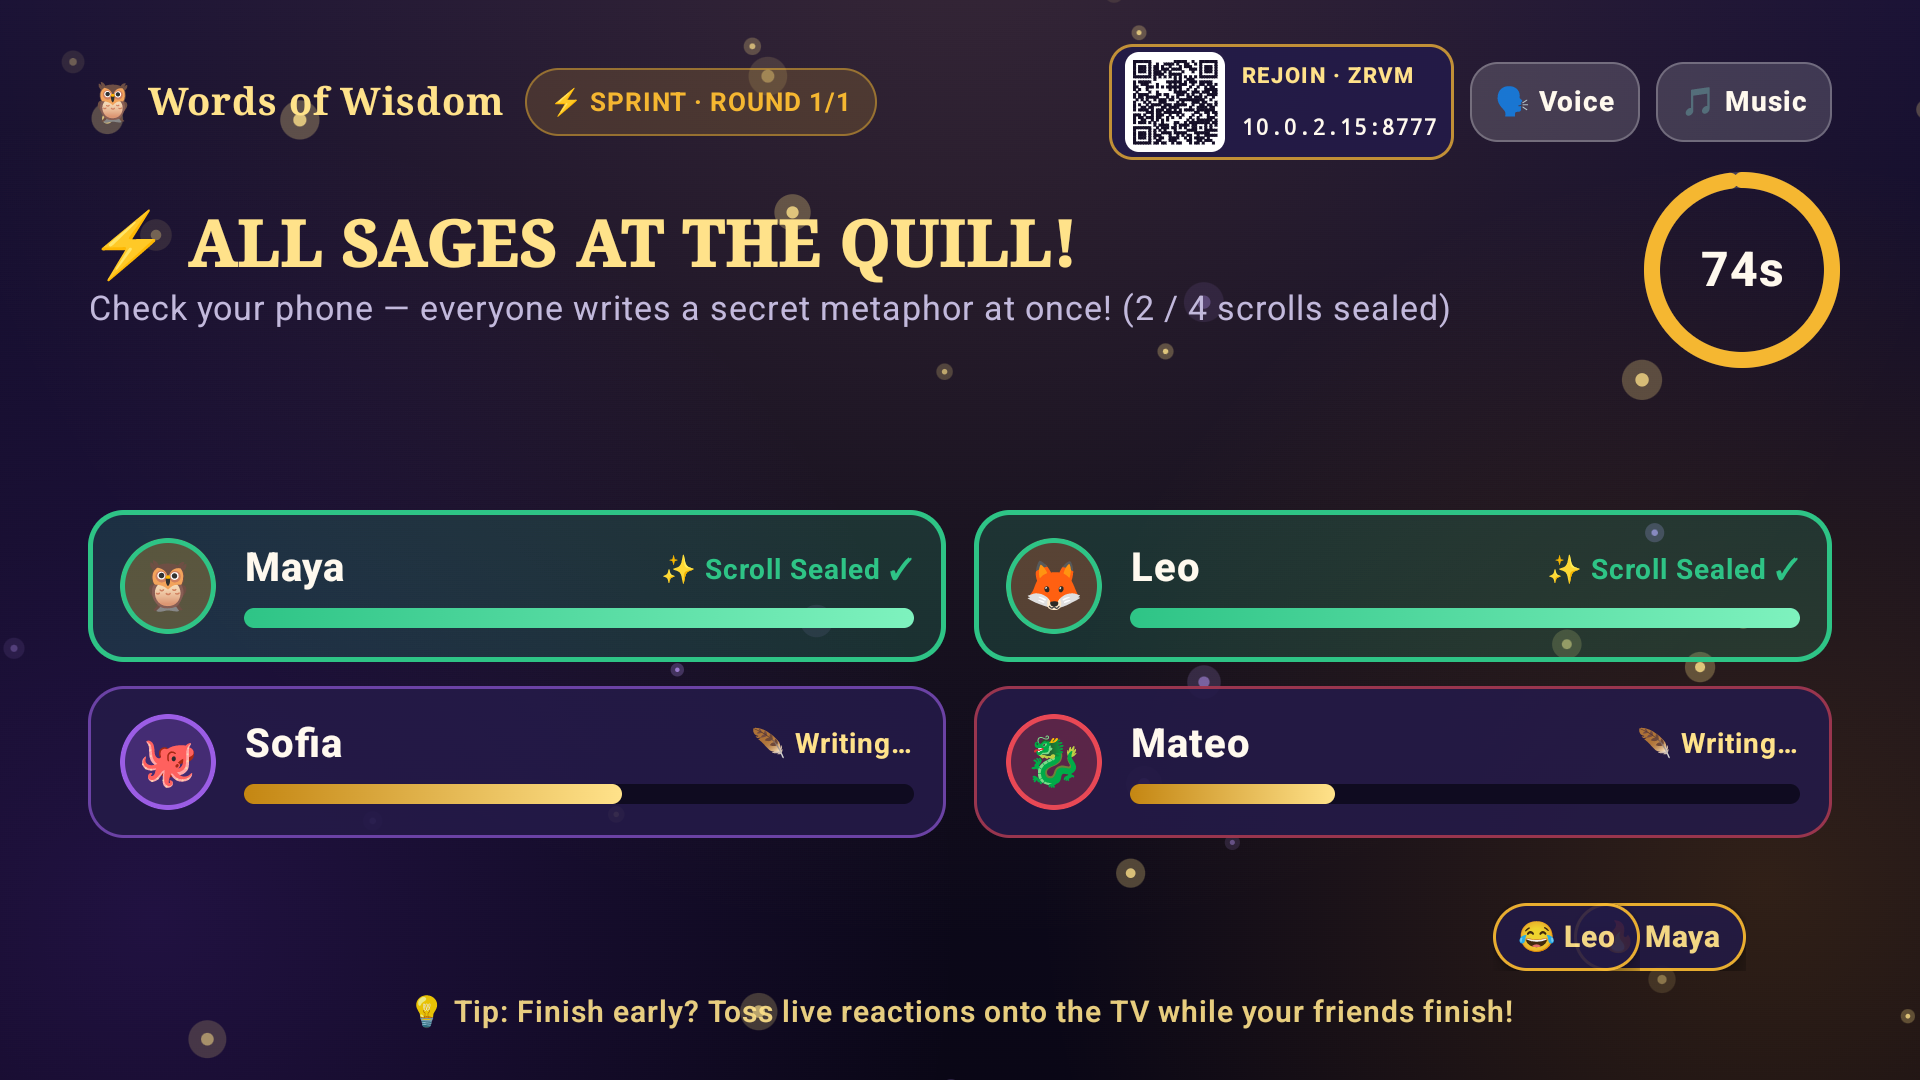 Words of Wisdom
⚡ SPRINT · ROUND 1/1
REJOIN · ZRVM
10.0.2.15:8777
Voice
Music
⚡ ALL SAGES AT THE QUILL!
74s
Check your phone — everyone writes a secret metaphor at once! (2 / 4 scrolls sealed)
Maya
✨ Scroll Sealed ✓
Leo
✨ Scroll Sealed ✓
Sofia
Writing...
Mateo
Writing...
😂 Leo
Maya
💡 Tip: Finish early? Toss live reactions onto the TV while your friends finish!